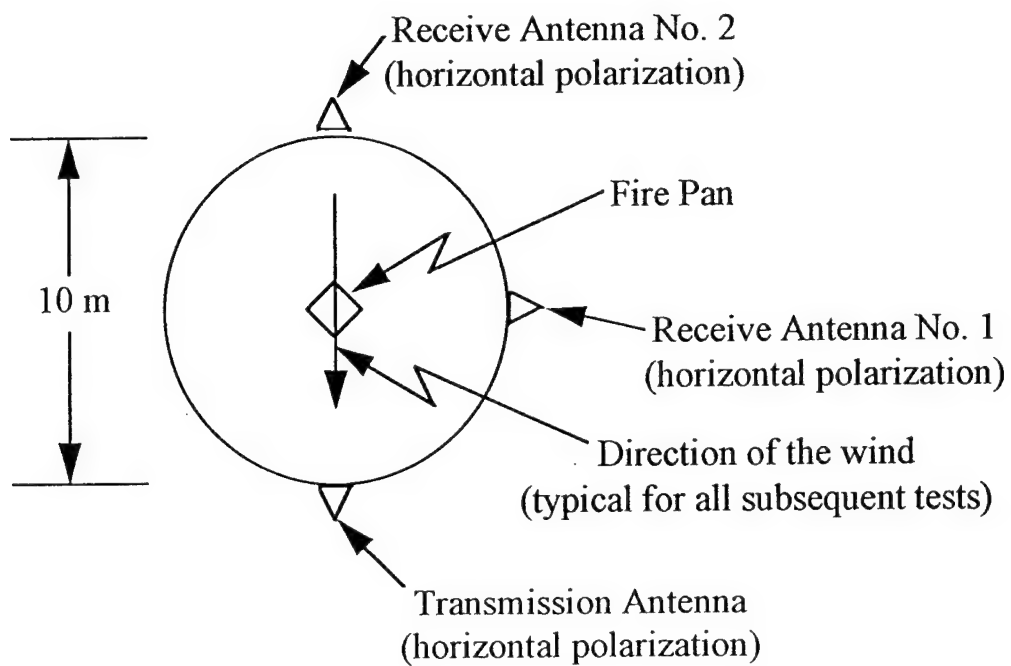 Receive Antenna No. 2
(horizontal polarization)
Fire Pan
10 m
Receive Antenna No. 1
(horizontal polarization)
Direction of the wind
(typical for all subsequent tests)
Transmission Antenna
(horizontal polarization)